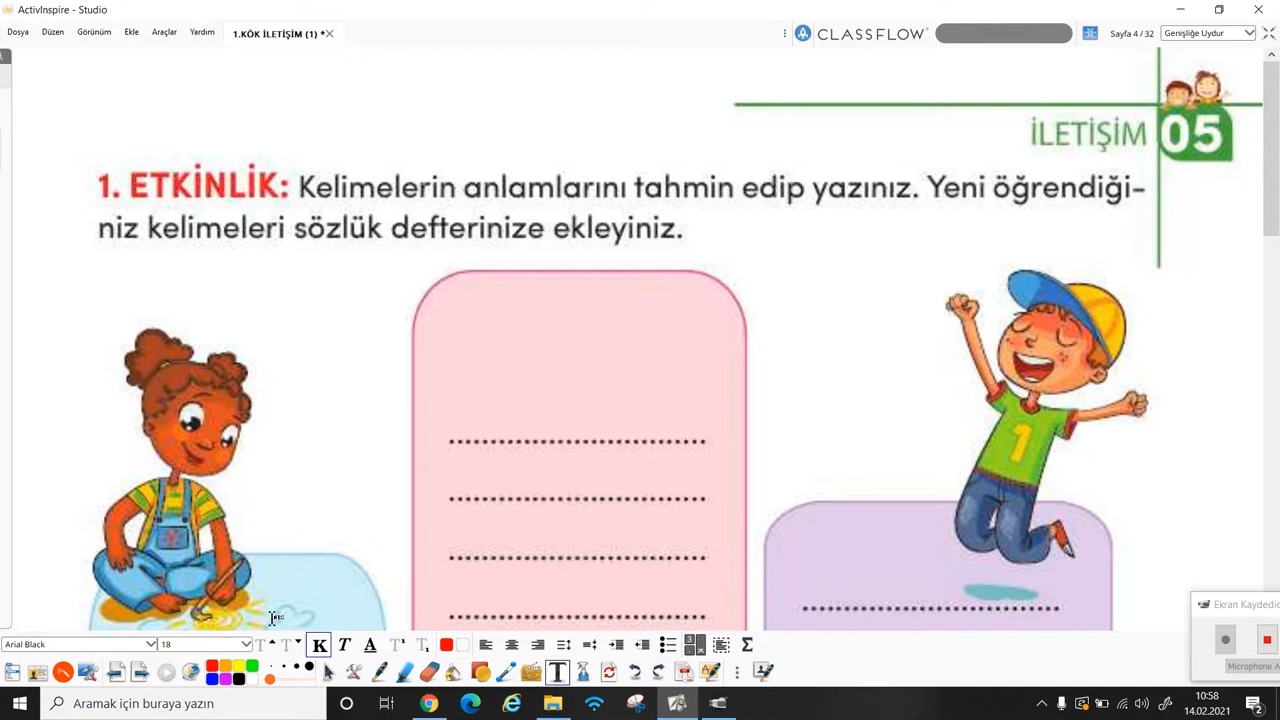 ActivInspire - Studio
Dosya Düzen Görünüm Ekle Araçlar Yardım 1.KÖK İLETİŞİM (1) * CLASSFLOW Sayfa 4 / 32 Genişliğe Uydur
İLETİŞİM 05
1. ETKİNLİK: Kelimelerin anlamlarını tahmin edip yazınız. Yeni öğrendiği-
niz kelimeleri sözlük defterinize ekleyiniz.
1
Ekran Kaydedic
Arial Black 18
Microphone A
Aramak için buraya yazın
10:58
14.02.2021
2